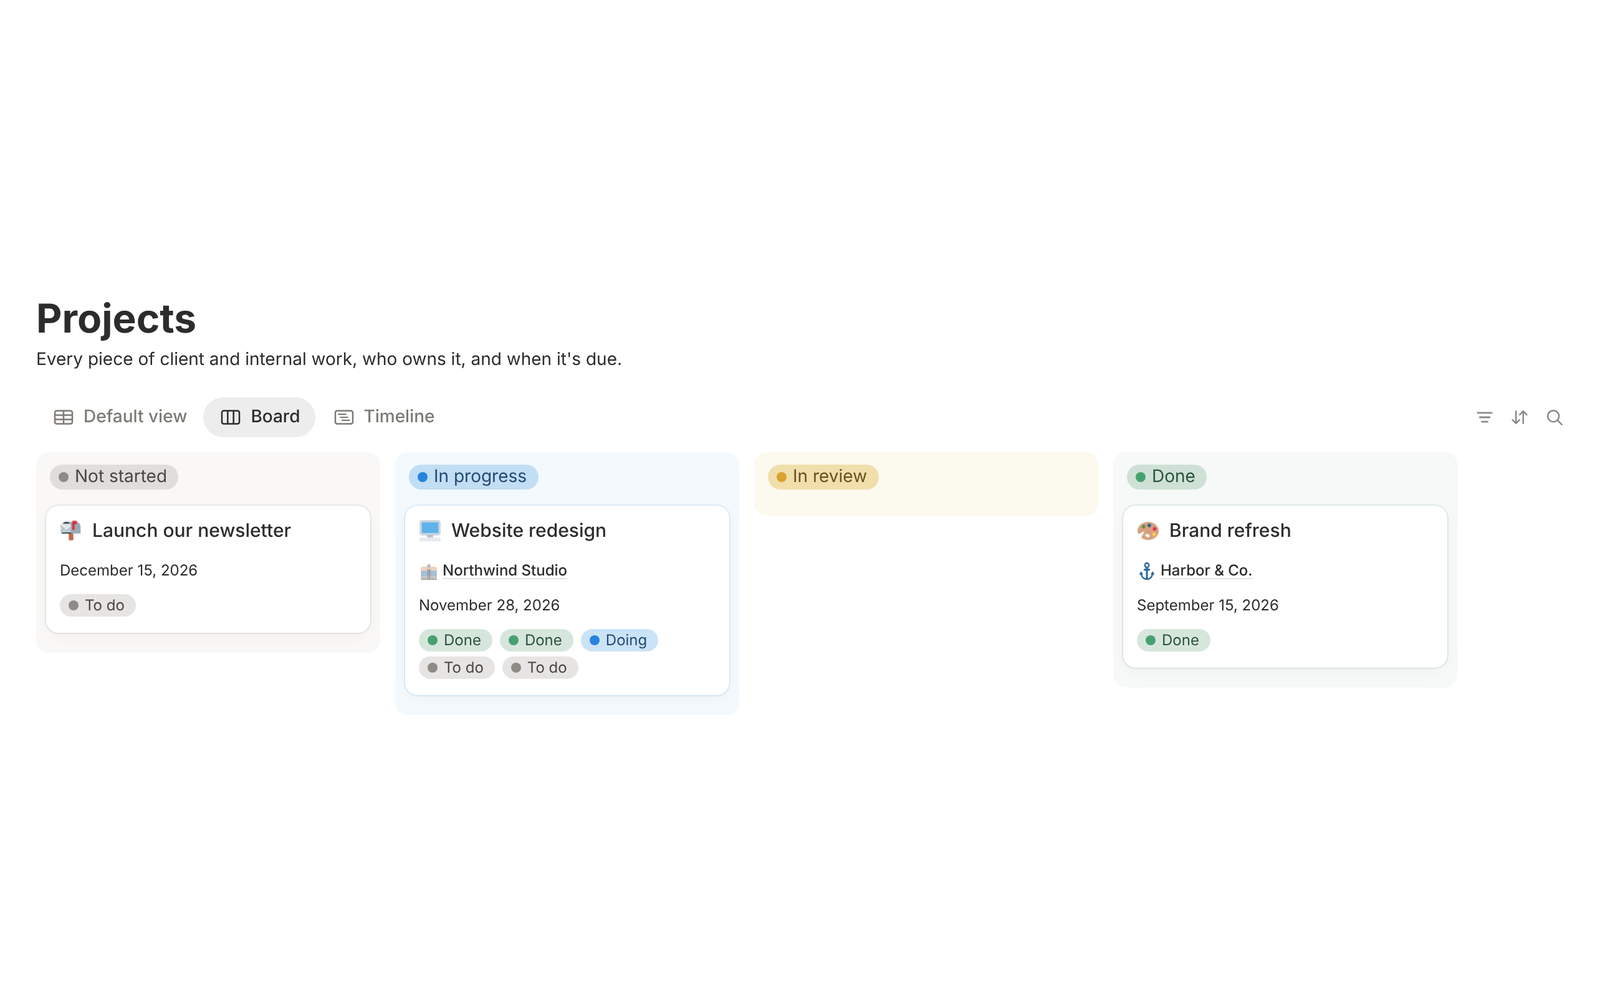 Projects
Every piece of client and internal work, who owns it, and when it's due.
Default view
Board
Timeline
Not started
Launch our newsletter
December 15, 2026
To do
In progress
Website redesign
Northwind Studio
November 28, 2026
Done Done Doing
To do To do
In review
Done
Brand refresh
Harbor & Co.
September 15, 2026
Done